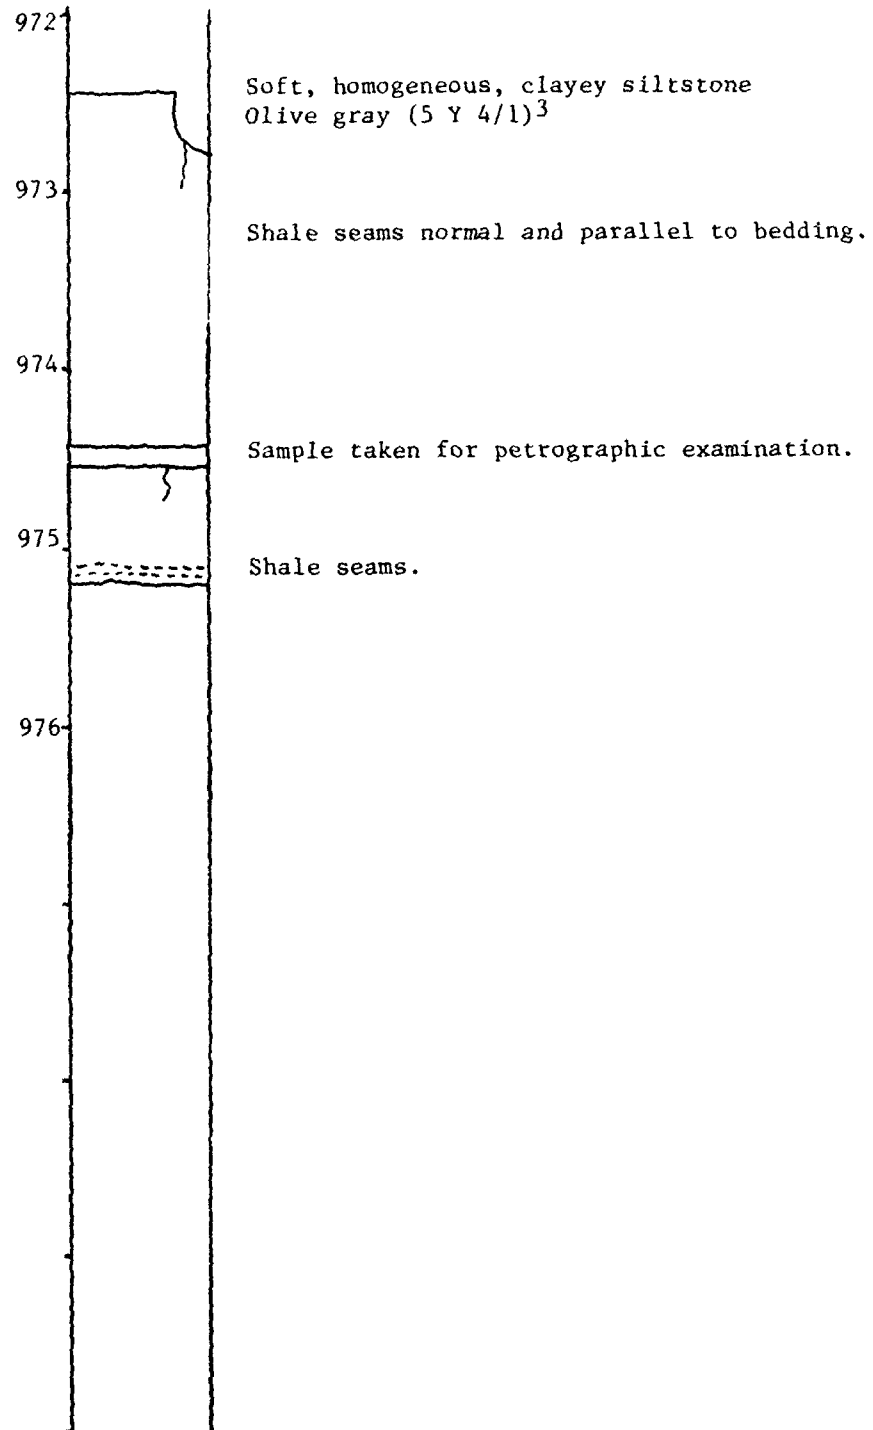 972
Soft, homogeneous, clayey siltstone
Olive gray (5 Y 4/1)3
973
Shale seams normal and parallel to bedding.
974
Sample taken for petrographic examination.
975
Shale seams.
976